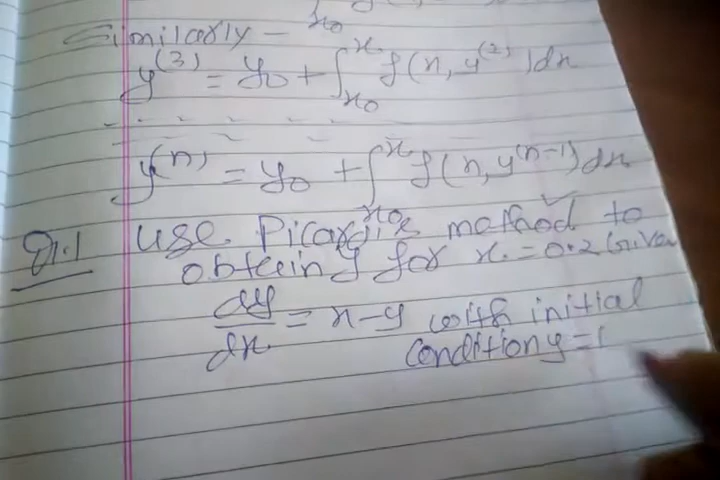 x₀
Similarly -
y⁽³⁾ = y₀ + ∫ₓ₀ˣ f(x, y⁽²⁾)dx
y⁽ⁿ⁾ = y₀ + ∫ₓ₀ˣ f(x, y⁽ⁿ⁻¹⁾)dx
Q.1 Use Picard's method to
obtain y for x = 0.2 Given
dy/dx = x-y with initial
condition y=1